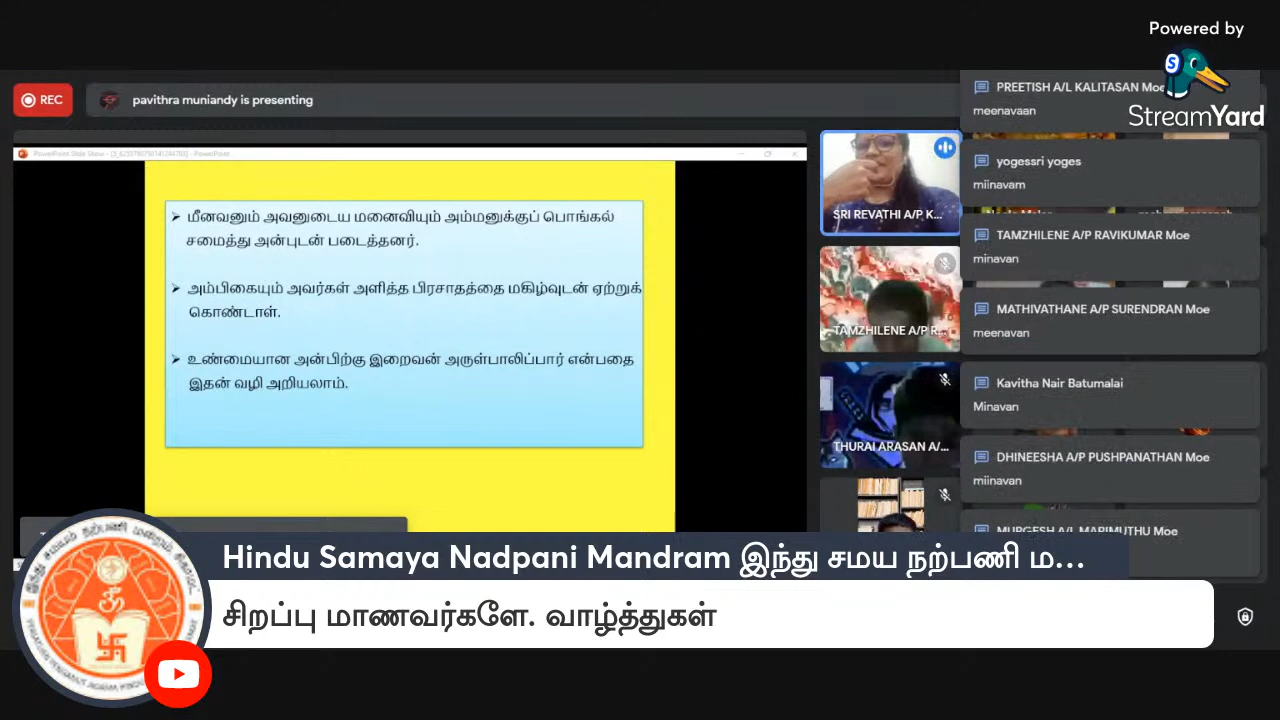 Powered by
StreamYard
REC
pavithra muniandy is presenting
PowerPoint Slide Show - - PowerPoint
➤ மீனவனும் அவனுடைய மனைவியும் அம்மனுக்குப் பொங்கல்
சமைத்து அன்புடன் படைத்தனர்.
➤ அம்பிகையும் அவர்கள் அளித்த பிரசாதத்தை மகிழ்வுடன் ஏற்றுக்
கொண்டாள்.
➤ உண்மையான அன்பிற்கு இறைவன் அருள்பாலிப்பார் என்பதை
இதன் வழி அறியலாம்.
SRI REVATHI A/P K...
TAMZHILENE A/P R...
THURAI ARASAN A/...
PREETISH A/L KALITASAN Moe
meenavaan
yogessri yoges
miinavam
TAMZHILENE A/P RAVIKUMAR Moe
minavan
MATHIVATHANE A/P SURENDRAN Moe
meenavan
Kavitha Nair Batumalai
Minavan
DHINEESHA A/P PUSHPANATHAN Moe
miinavan
MURGESH A/L MARIMUTHU Moe
Hindu Samaya Nadpani Mandram இந்து சமய நற்பணி ம...
சிறப்பு மாணவர்களே. வாழ்த்துகள்